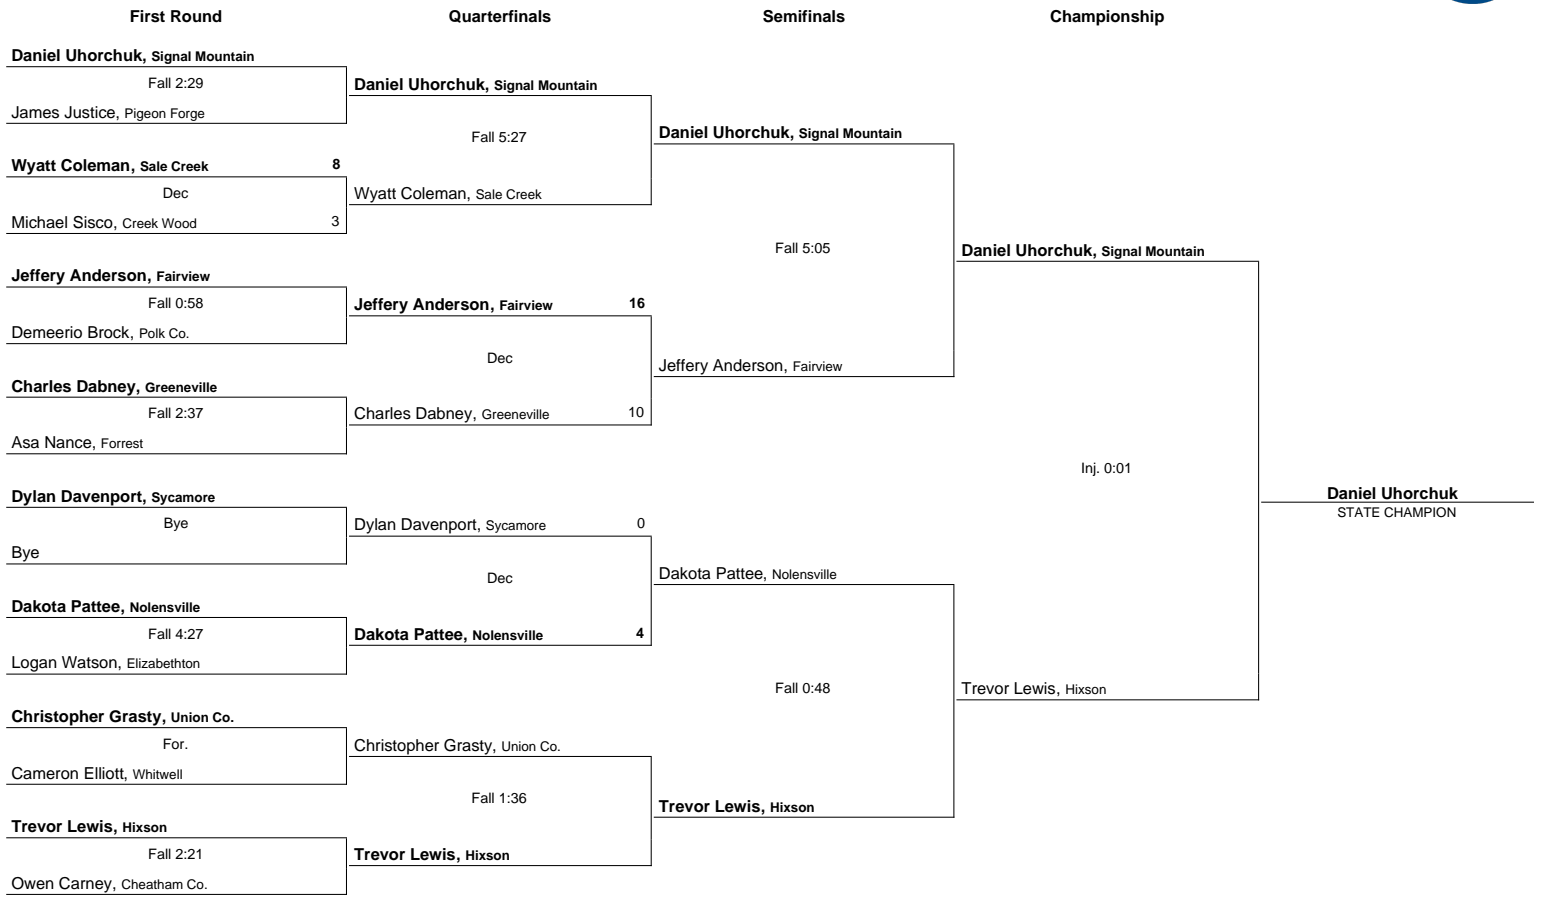 First Round
Quarterfinals
Semifinals
Championship
Daniel Uhorchuk, Signal Mountain
Fall 2:29
James Justice, Pigeon Forge
Wyatt Coleman, Sale Creek 8
Dec
Michael Sisco, Creek Wood 3
Jeffery Anderson, Fairview
Fall 0:58
Demeerio Brock, Polk Co.
Charles Dabney, Greeneville
Fall 2:37
Asa Nance, Forrest
Dylan Davenport, Sycamore
Bye
Bye
Dakota Pattee, Nolensville
Fall 4:27
Logan Watson, Elizabethton
Christopher Grasty, Union Co.
For.
Cameron Elliott, Whitwell
Trevor Lewis, Hixson
Fall 2:21
Owen Carney, Cheatham Co.
Daniel Uhorchuk, Signal Mountain
Fall 5:27
Wyatt Coleman, Sale Creek
Jeffery Anderson, Fairview 16
Dec
Charles Dabney, Greeneville 10
Dylan Davenport, Sycamore 0
Dec
Dakota Pattee, Nolensville 4
Christopher Grasty, Union Co.
Fall 1:36
Trevor Lewis, Hixson
Daniel Uhorchuk, Signal Mountain
Fall 5:05
Jeffery Anderson, Fairview
Dakota Pattee, Nolensville
Fall 0:48
Trevor Lewis, Hixson
Daniel Uhorchuk, Signal Mountain
Inj. 0:01
Trevor Lewis, Hixson
Daniel Uhorchuk
STATE CHAMPION